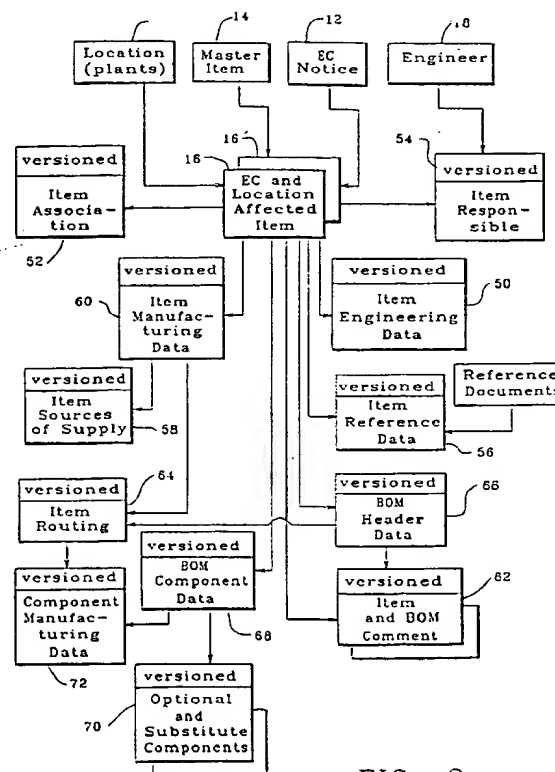 14
12
18
Location
(plants)
Master
Item
EC
Notice
Engineer
16
16
54
versioned
Item
Associa-
tion
52
EC and
Location
Affected
Item
versioned
Item
Respon-
sible
60
versioned
Item
Manufac-
turing
Data
versioned
Item
Engineering
Data
50
versioned
Item
Sources
of Supply
58
versioned
Item
Reference
Data
56
Reference
Documents
64
versioned
Item
Routing
versioned
BOM
Header
Data
66
versioned
BOM
Component
Data
68
versioned
Component
Manufac-
turing
Data
72
versioned
Item
and BOM
Comment
62
70
versioned
Optional
and
Substitute
Components